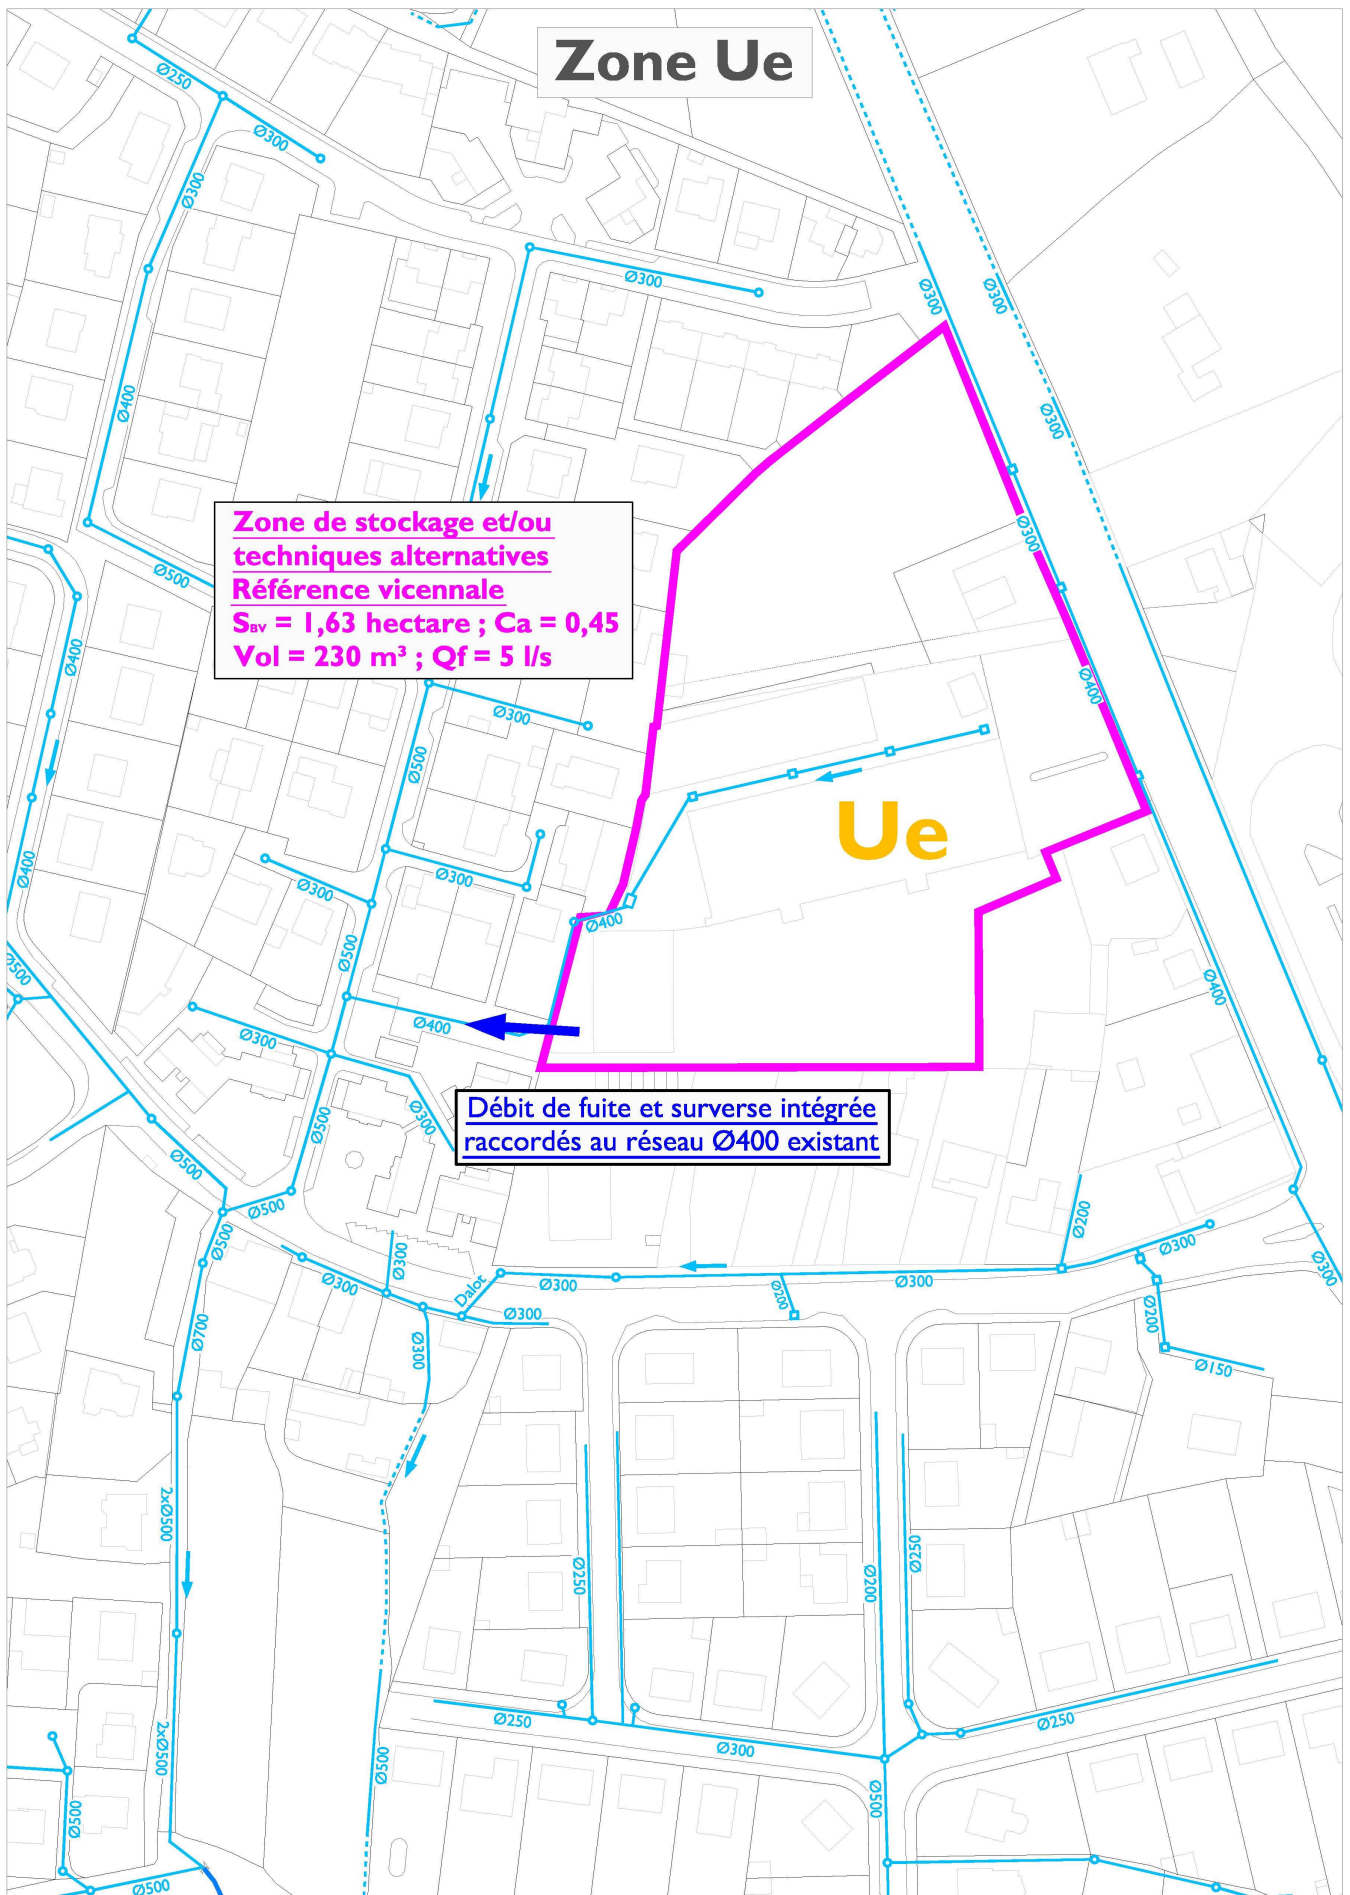 Zone Ue
Ø250
Ø300
Ø300
Ø300
Ø300
Ø300
Ø400
Ø300
Zone de stockage et/ou
techniques alternatives
Référence vicennale
SBV = 1,63 hectare ; Ca = 0,45
Vol = 230 m³ ; Qf = 5 l/s
Ø500
Ø300
Ø400
Ø400
Ø300
Ø500
Ue
Ø400
Ø300
Ø300
Ø400
Ø500
Ø500
Ø400
Ø400
Ø300
Débit de fuite et surverse intégrée
raccordés au réseau Ø400 existant
Ø300
Ø500
Ø500
Ø500
Ø500
Ø200
Ø300
Ø300
Ø300
Ø300
Dalot
Ø300
Ø300
Ø200
Ø300
Ø200
Ø700
Ø300
Ø150
2xØ500
Ø250
Ø200
Ø250
2xØ500
Ø250
Ø300
Ø250
Ø500
Ø500
Ø500
Ø500